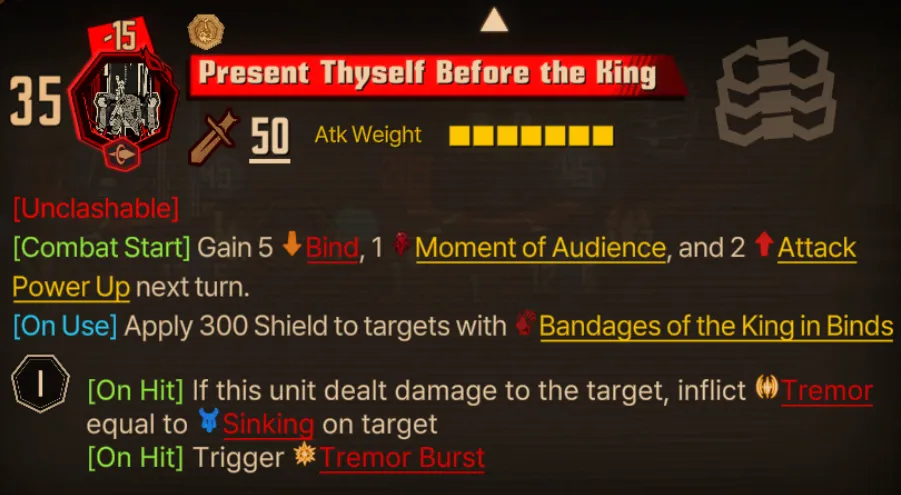 -15
35
Present Thyself Before the King
50 Atk Weight
[Unclashable]
[Combat Start] Gain 5 Bind, 1 Moment of Audience, and 2 Attack
Power Up next turn.
[On Use] Apply 300 Shield to targets with Bandages of the King in Binds
I
[On Hit] If this unit dealt damage to the target, inflict Tremor
equal to Sinking on target
[On Hit] Trigger Tremor Burst